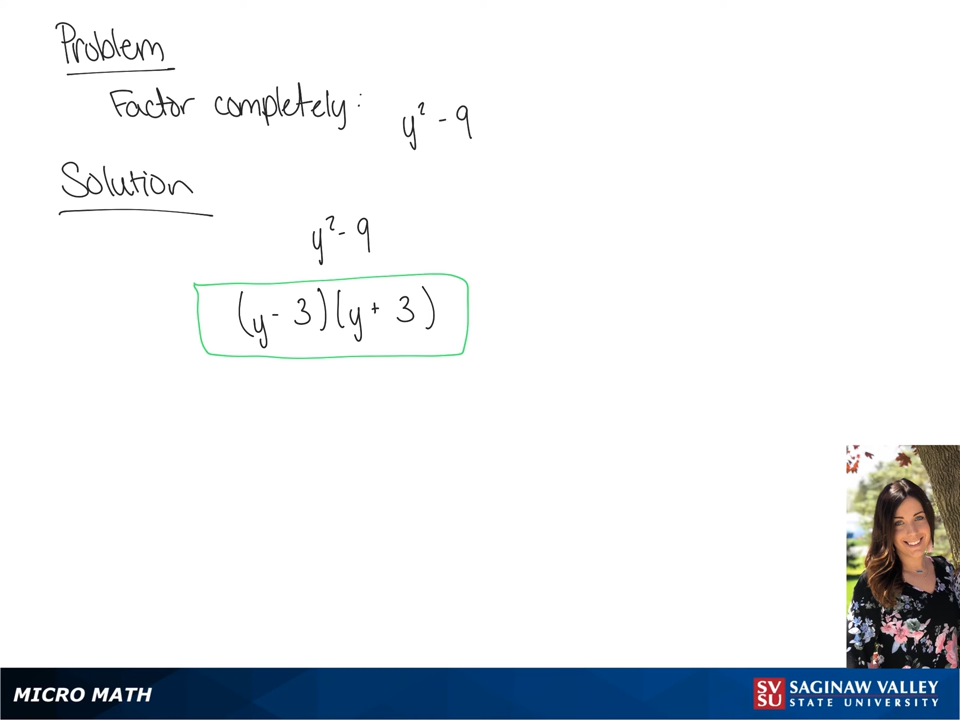 Problem
Factor completely: y² - 9
Solution
y² - 9
(y - 3)(y + 3)
MICRO MATH
SV
SU
SAGINAW VALLEY
STATE UNIVERSITY